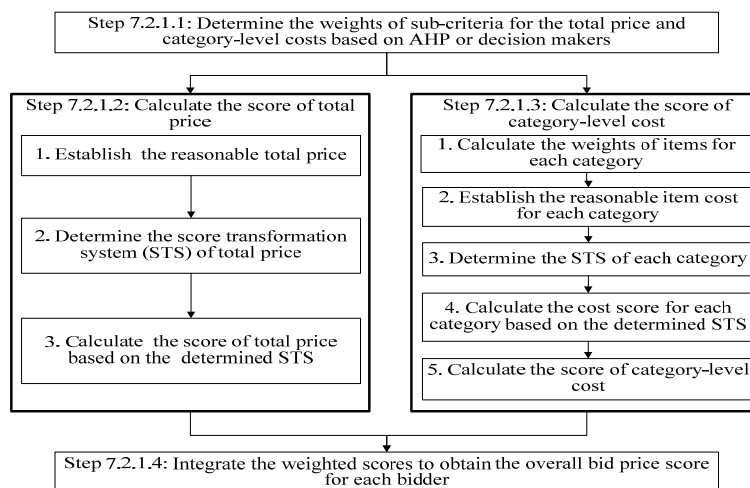 Step 7.2.1.1: Determine the weights of sub-criteria for the total price and
category-level costs based on AHP or decision makers
Step 7.2.1.2: Calculate the score of total
price
1. Establish the reasonable total price
2. Determine the score transformation
system (STS) of total price
3. Calculate the score of total price
based on the determined STS
Step 7.2.1.3: Calculate the score of
category-level cost
1. Calculate the weights of items for
each category
2. Establish the reasonable item cost
for each category
3. Determine the STS of each category
4. Calculate the cost score for each
category based on the determined STS
5. Calculate the score of category-level
cost
Step 7.2.1.4: Integrate the weighted scores to obtain the overall bid price score
for each bidder